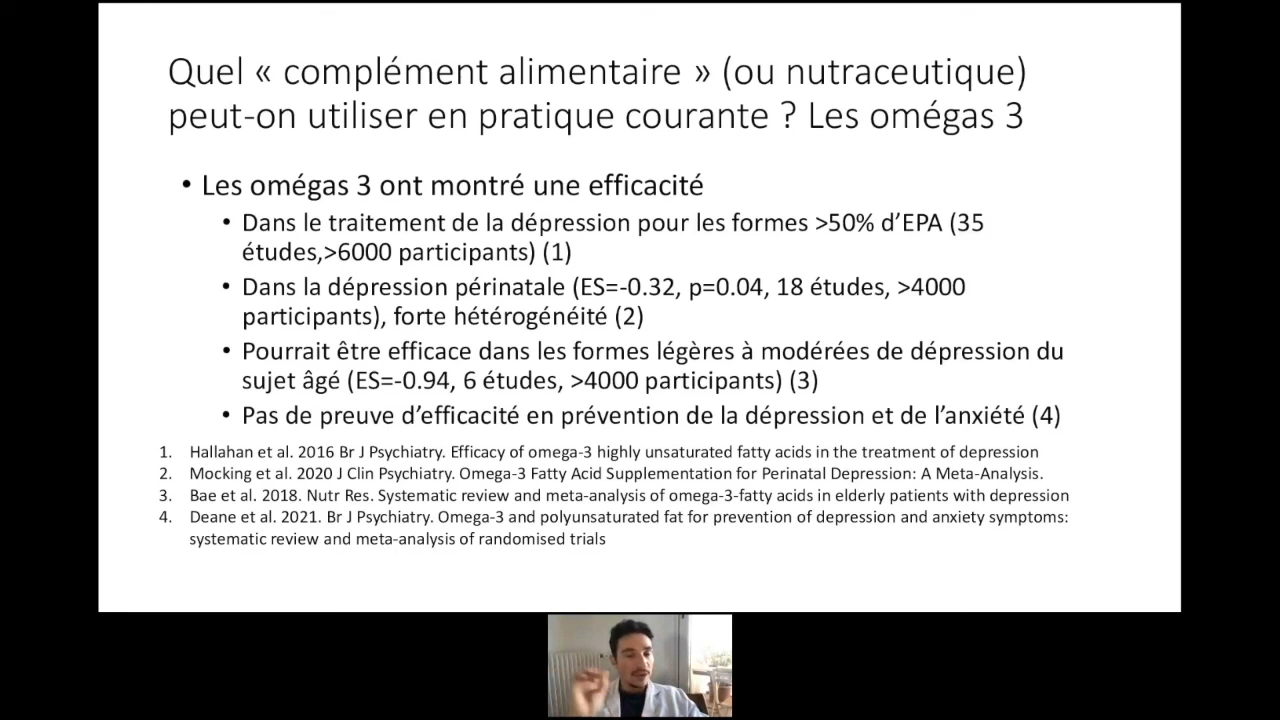 Quel « complément alimentaire » (ou nutraceutique)
peut-on utiliser en pratique courante ? Les omégas 3
• Les omégas 3 ont montré une efficacité
• Dans le traitement de la dépression pour les formes >50% d’EPA (35
études,>6000 participants) (1)
• Dans la dépression périnatale (ES=-0.32, p=0.04, 18 études, >4000
participants), forte hétérogénéité (2)
• Pourrait être efficace dans les formes légères à modérées de dépression du
sujet âgé (ES=-0.94, 6 études, >4000 participants) (3)
• Pas de preuve d’efficacité en prévention de la dépression et de l’anxiété (4)
1. Hallahan et al. 2016 Br J Psychiatry. Efficacy of omega-3 highly unsaturated fatty acids in the treatment of depression
2. Mocking et al. 2020 J Clin Psychiatry. Omega-3 Fatty Acid Supplementation for Perinatal Depression: A Meta-Analysis.
3. Bae et al. 2018. Nutr Res. Systematic review and meta-analysis of omega-3-fatty acids in elderly patients with depression
4. Deane et al. 2021. Br J Psychiatry. Omega-3 and polyunsaturated fat for prevention of depression and anxiety symptoms:
systematic review and meta-analysis of randomised trials